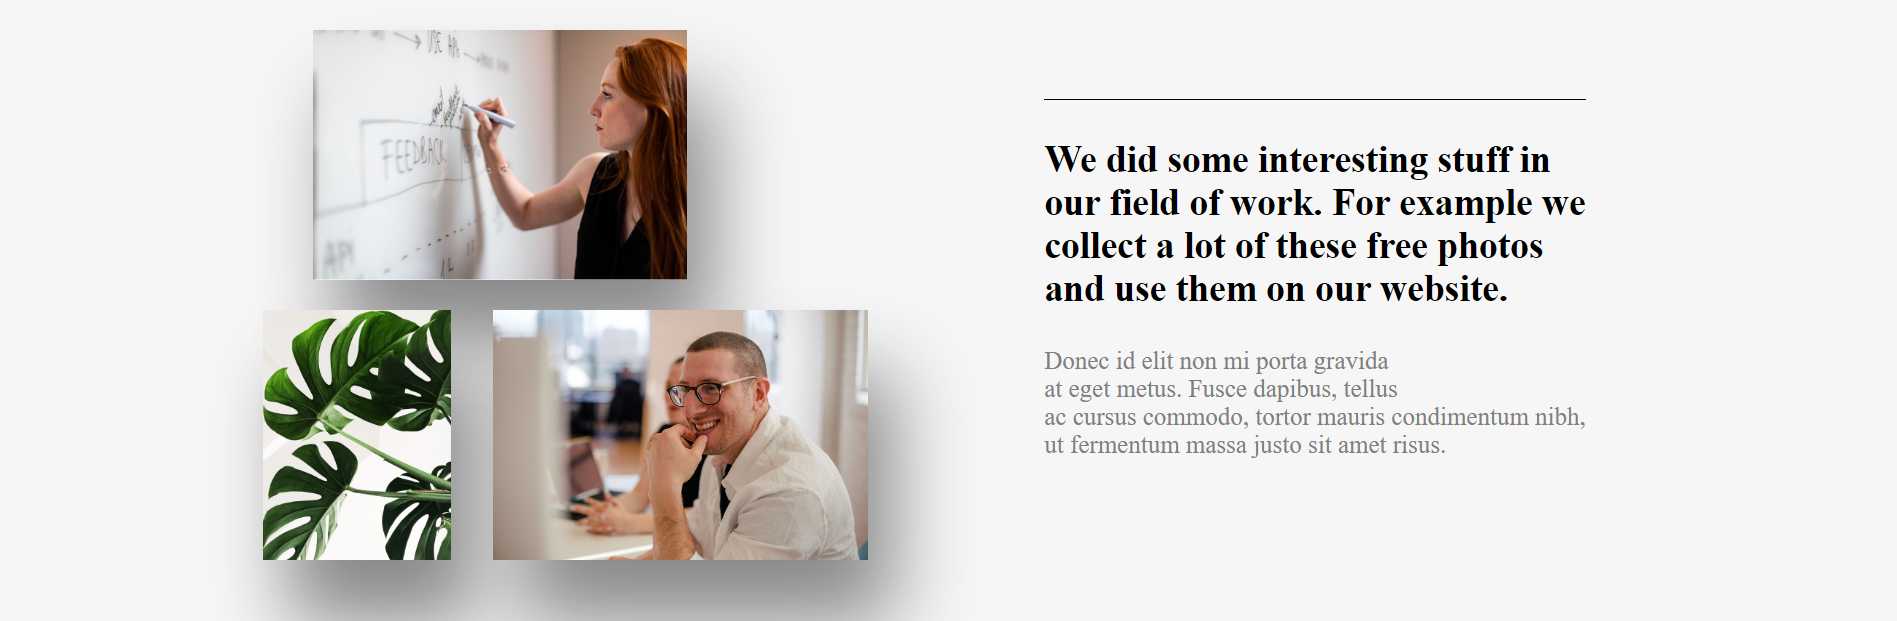 USE API
FEEDBACK
API
We did some interesting stuff in
our field of work. For example we
collect a lot of these free photos
and use them on our website.
Donec id elit non mi porta gravida
at eget metus. Fusce dapibus, tellus
ac cursus commodo, tortor mauris condimentum nibh,
ut fermentum massa justo sit amet risus.